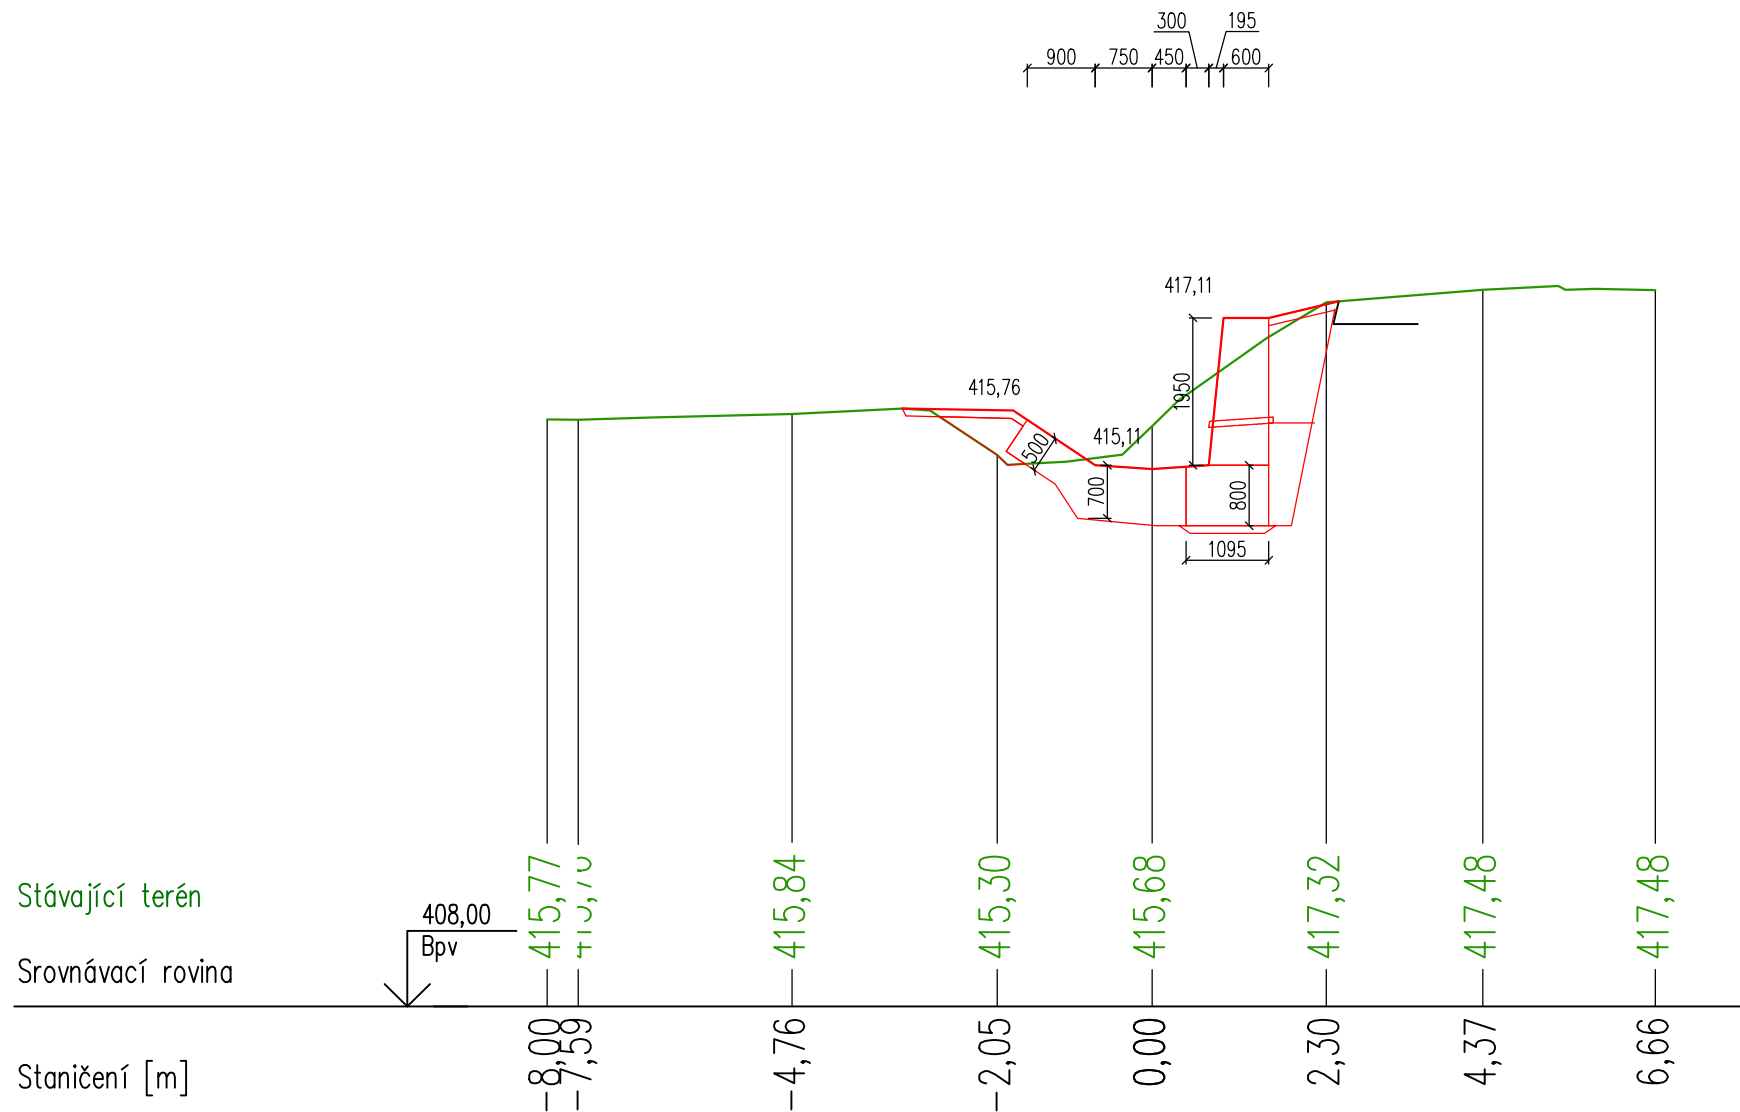 300 195
900 750 450 600
417,11
415,76
1950
415,11
500
700
800
1095
Stávající terén
415,77 415,84 415,30 415,68 417,32 417,48 417,48
408,00
Bpv
Srovnávací rovina
Staničení [m]
-8,00 -7,59 -4,76 -2,05 0,00 2,30 4,37 6,66